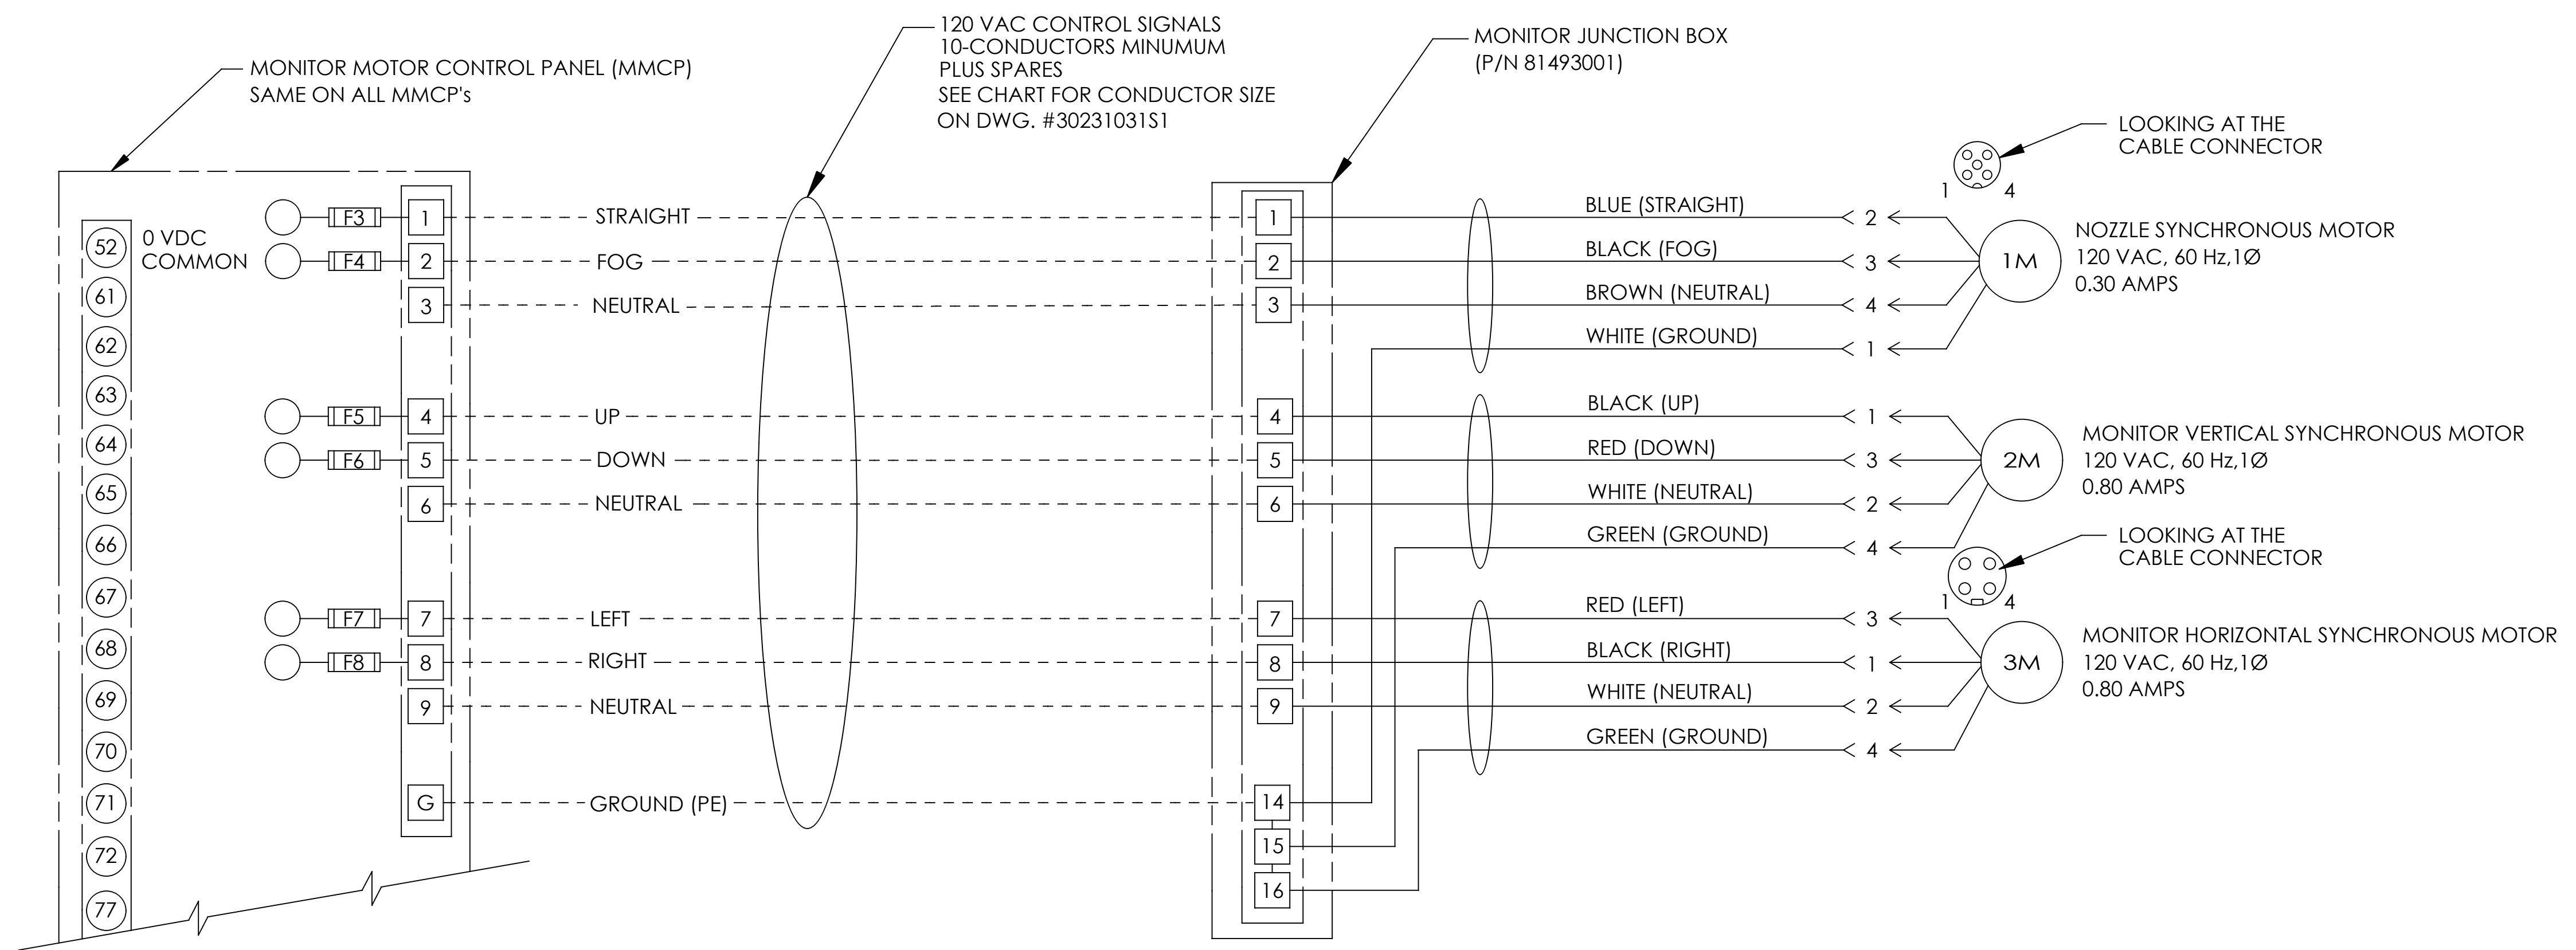 120 VAC CONTROL SIGNALS
10-CONDUCTORS MINUMUM
PLUS SPARES
SEE CHART FOR CONDUCTOR SIZE
ON DWG. #30231031S1
MONITOR JUNCTION BOX
(P/N 81493001)
MONITOR MOTOR CONTROL PANEL (MMCP)
SAME ON ALL MMCP's
LOOKING AT THE
CABLE CONNECTOR
1 4
52
0 VDC
COMMON
61
62
63
64
65
66
67
68
69
70
71
72
77
F3 1 STRAIGHT 1 BLUE (STRAIGHT) 2
F4 2 FOG 2 BLACK (FOG) 3
3 NEUTRAL 3 BROWN (NEUTRAL) 4
WHITE (GROUND) 1
1M
NOZZLE SYNCHRONOUS MOTOR
120 VAC, 60 Hz,1Ø
0.30 AMPS
F5 4 UP 4 BLACK (UP) 1
F6 5 DOWN 5 RED (DOWN) 3
6 NEUTRAL 6 WHITE (NEUTRAL) 2
GREEN (GROUND) 4
2M
MONITOR VERTICAL SYNCHRONOUS MOTOR
120 VAC, 60 Hz,1Ø
0.80 AMPS
LOOKING AT THE
CABLE CONNECTOR
1 4
F7 7 LEFT 7 RED (LEFT) 3
F8 8 RIGHT 8 BLACK (RIGHT) 1
9 NEUTRAL 9 WHITE (NEUTRAL) 2
GREEN (GROUND) 4
3M
MONITOR HORIZONTAL SYNCHRONOUS MOTOR
120 VAC, 60 Hz,1Ø
0.80 AMPS
G GROUND (PE) 14
15
16